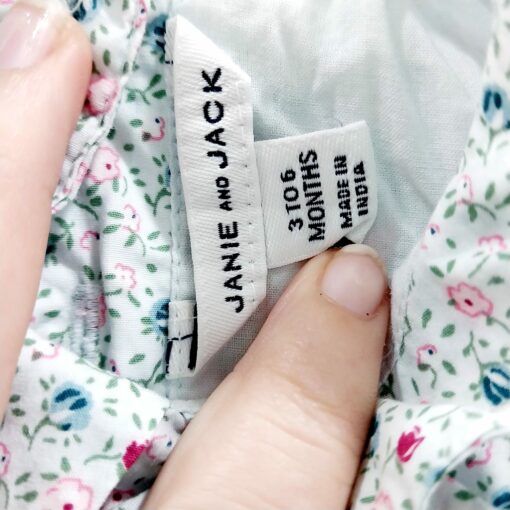 JANIE AND JACK
3 TO 6
MONTHS
MADE IN
INDIA